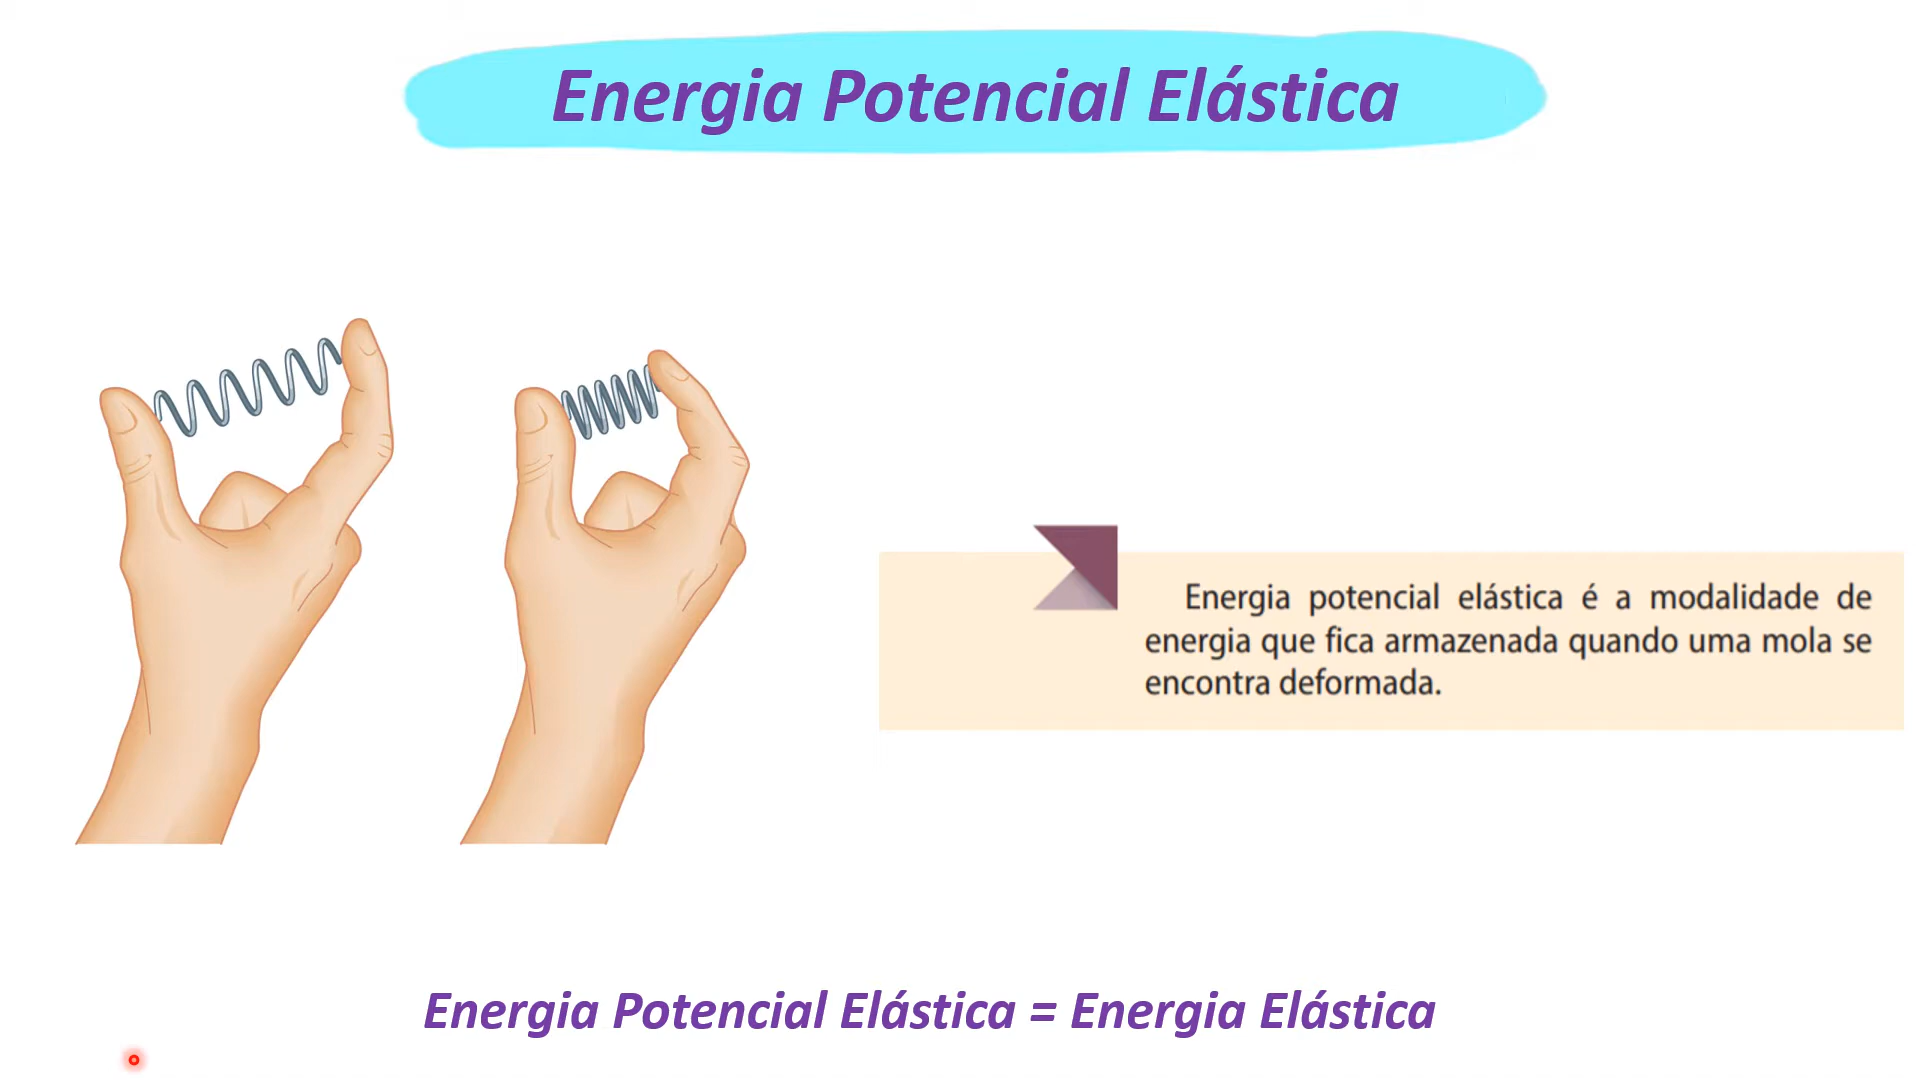 Energia Potencial Elástica
Energia potencial elástica é a modalidade de
energia que fica armazenada quando uma mola se
encontra deformada.
Energia Potencial Elástica = Energia Elástica